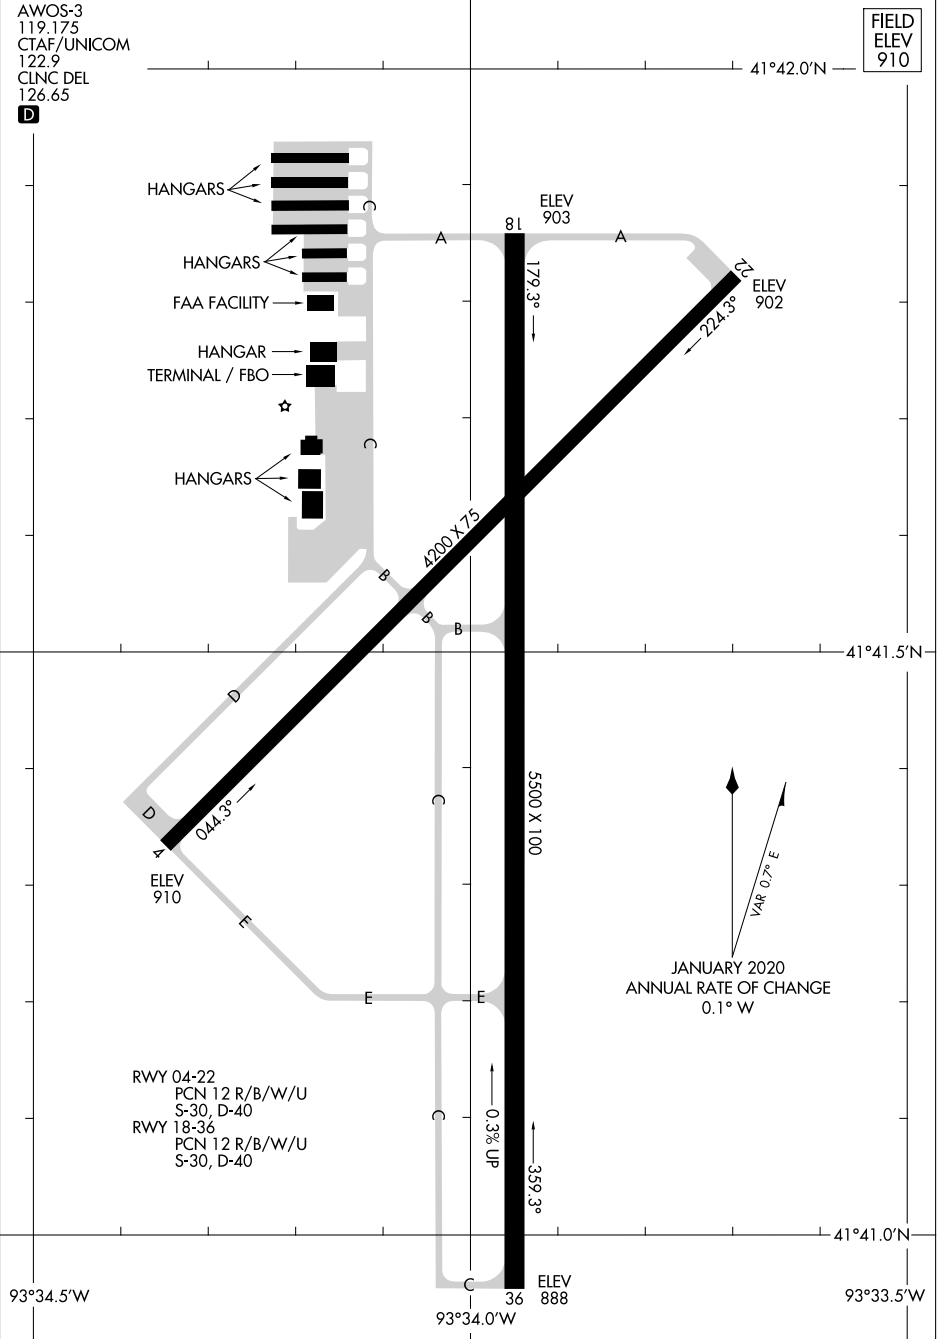 AWOS-3
119.175
CTAF/UNICOM
122.9
CLNC DEL
126.65
D
FIELD
ELEV
910
41°42.0'N
HANGARS
C
ELEV
903
18
A
A
HANGARS
22
179.3°
ELEV
902
FAA FACILITY
224.3°
HANGAR
TERMINAL / FBO
C
HANGARS
4200 X 75
B
B
B
41°41.5'N
D
5500 X 100
C
D
044.3°
4
ELEV
910
VAR 0.7° E
E
JANUARY 2020
ANNUAL RATE OF CHANGE
0.1° W
E
E
RWY 04-22
PCN 12 R/B/W/U
S-30, D-40
RWY 18-36
PCN 12 R/B/W/U
S-30, D-40
C
0.3% UP
359.3°
41°41.0'N
C
36
ELEV
888
93°34.5'W
93°34.0'W
93°33.5'W